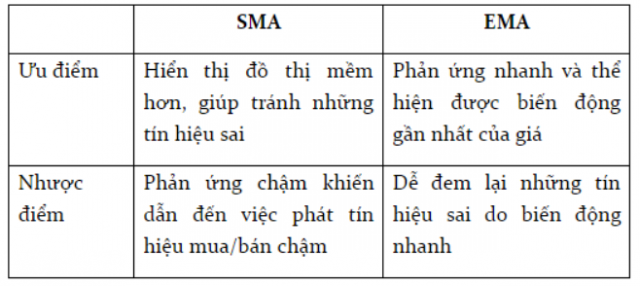 SMA
EMA
Ưu điểm
Hiển thị đồ thị mềm
hơn, giúp tránh những
tín hiệu sai
Phản ứng nhanh và thể
hiện được biến động
gần nhất của giá
Nhược
điểm
Phản ứng chậm khiến
dẫn đến việc phát tín
hiệu mua/bán chậm
Dễ đem lại những tín
hiệu sai do biến động
nhanh